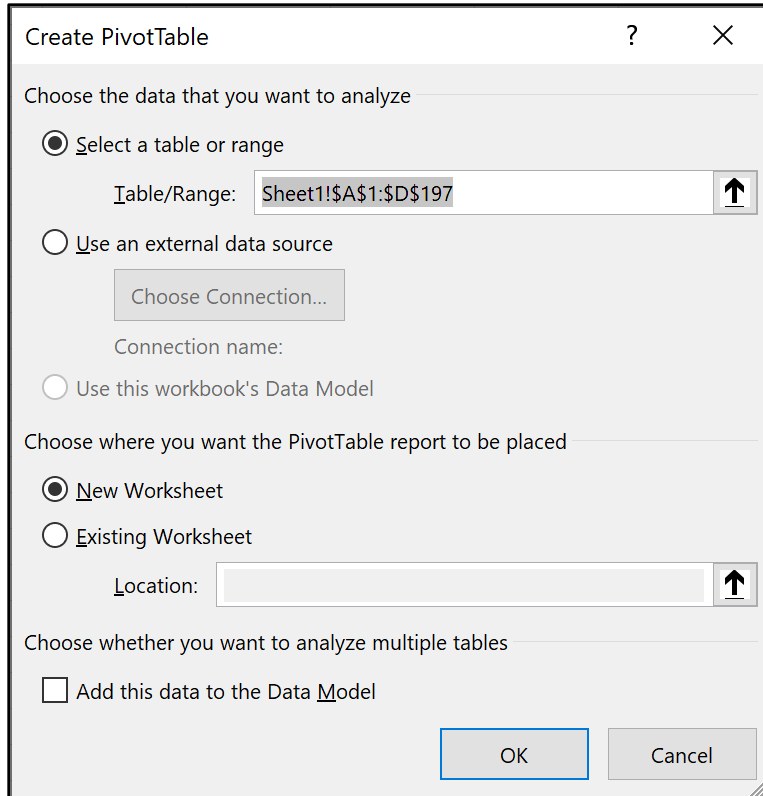 Create PivotTable ?
Choose the data that you want to analyze
Select a table or range
Table/Range: Sheet1!$A$1:$D$197
Use an external data source
Choose Connection...
Connection name:
Use this workbook's Data Model
Choose where you want the PivotTable report to be placed
New Worksheet
Existing Worksheet
Location:
Choose whether you want to analyze multiple tables
Add this data to the Data Model
OK Cancel